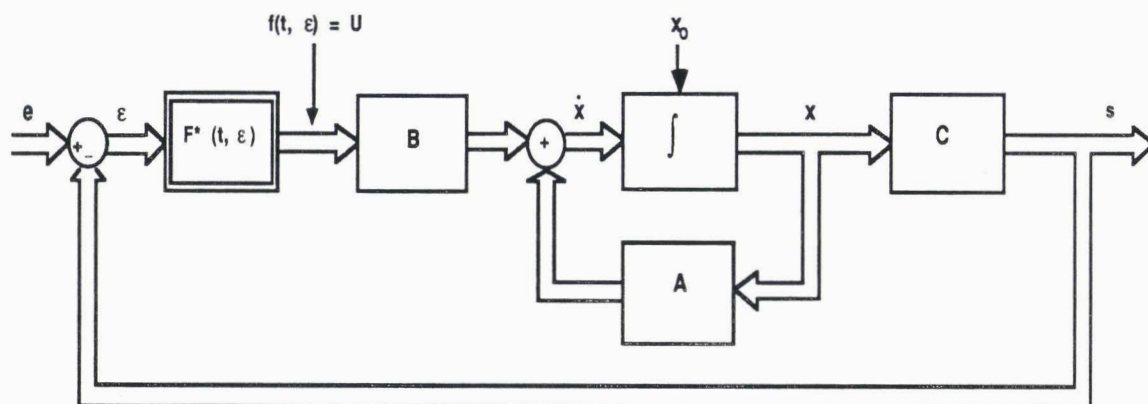 f(t, ε) = U
x₀
e
ε
F* (t, ε)
B
+
ẋ
∫
x
C
s
+
-
A